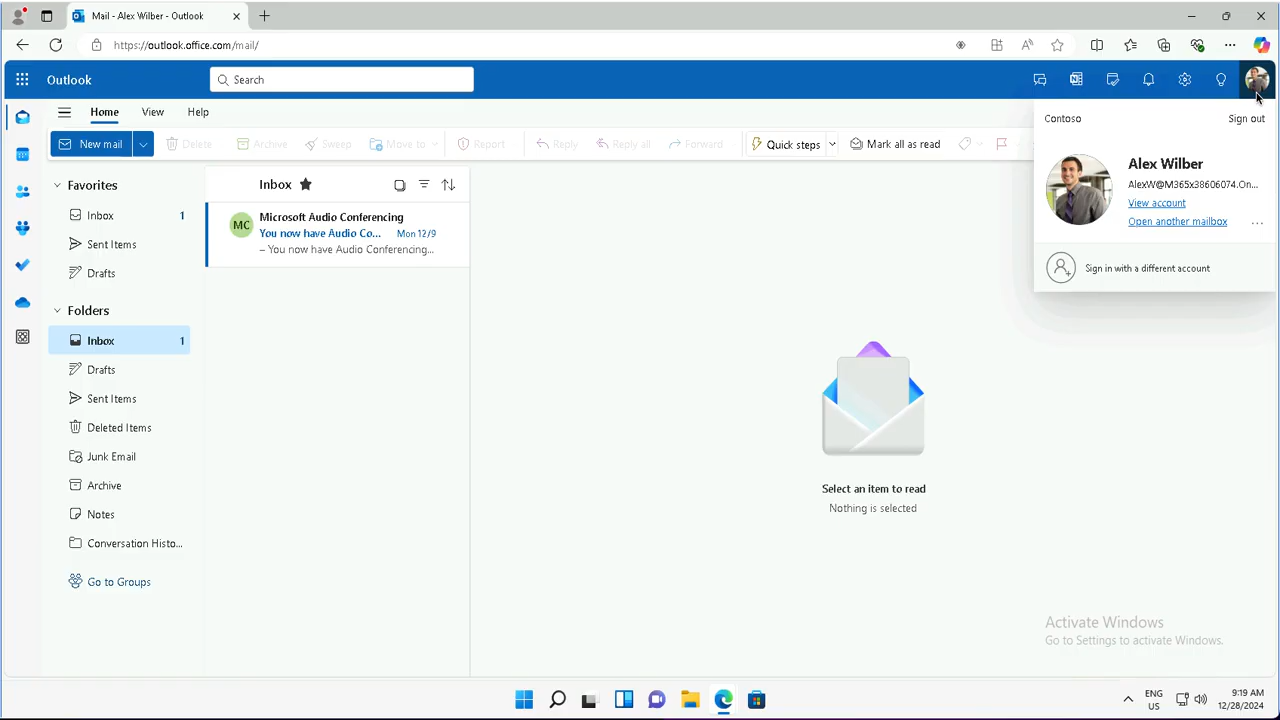 Mail - Alex Wilber - Outlook
https://outlook.office.com/mail/
Outlook
Search
Home View Help
New mail Delete Archive Sweep Move to Report Reply Reply all Forward Quick steps Mark all as read
Contoso Sign out
Alex Wilber
AlexW@M365x38606074.On...
View account
Open another mailbox
Sign in with a different account
Favorites
Inbox 1
Sent Items
Drafts
Folders
Inbox 1
Drafts
Sent Items
Deleted Items
Junk Email
Archive
Notes
Conversation Histo...
Go to Groups
Inbox
MC
Microsoft Audio Conferencing
You now have Audio Co... Mon 12/9
– You now have Audio Conferencing...
Select an item to read
Nothing is selected
Activate Windows
Go to Settings to activate Windows.
ENG
US
9:19 AM
12/28/2024